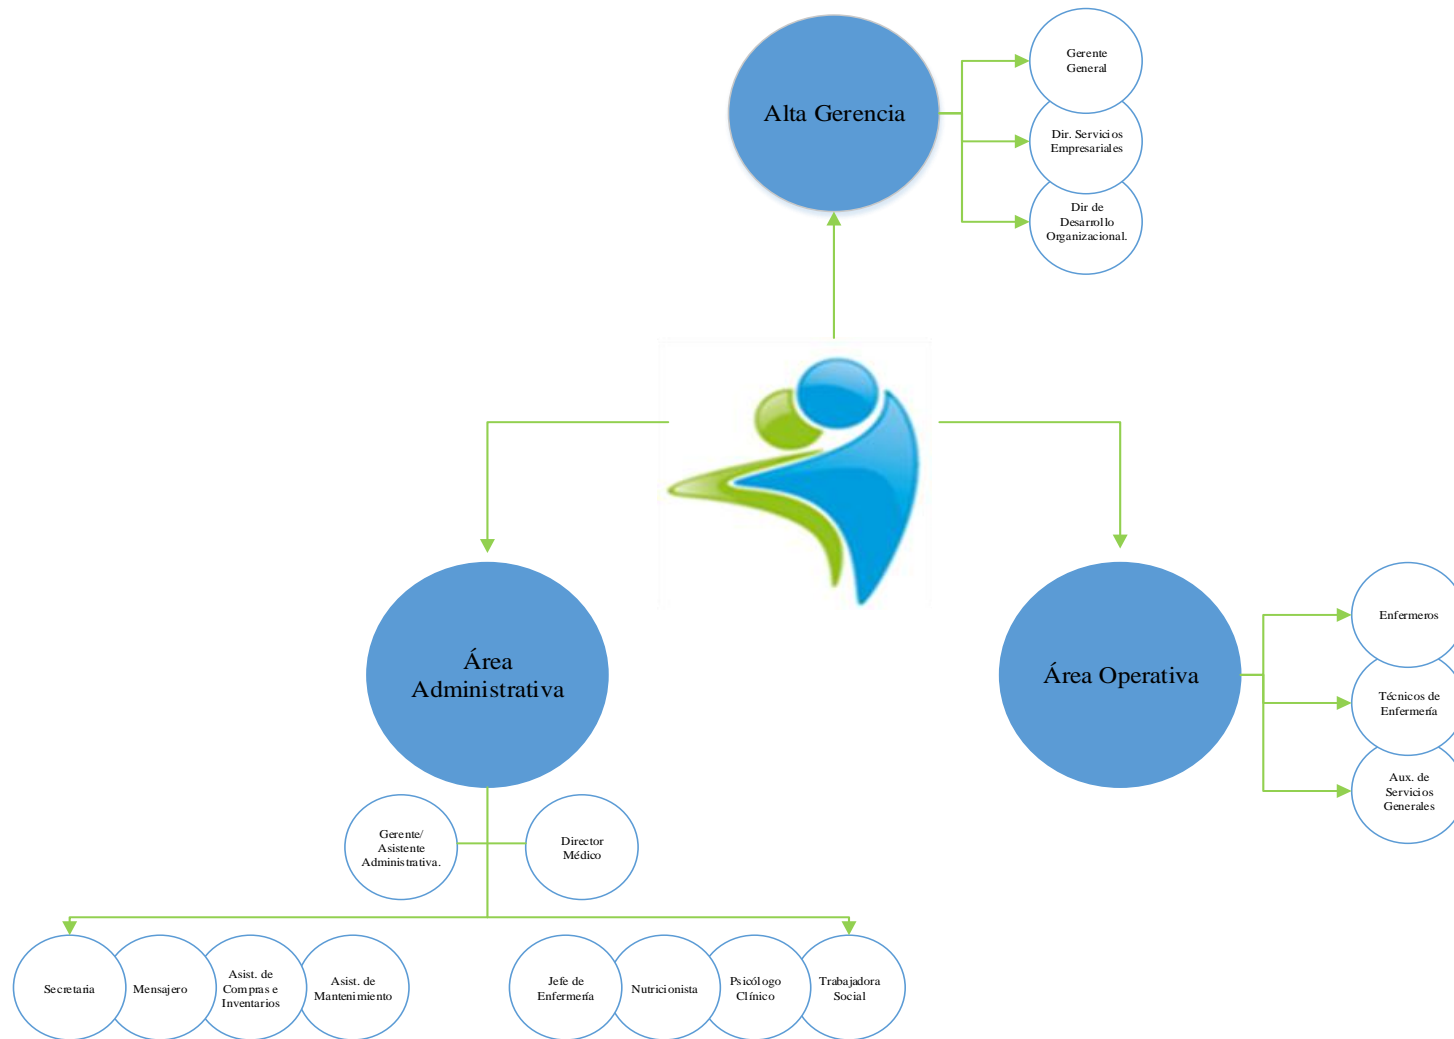 Alta Gerencia
Gerente
General
Dir. Servicios
Empresariales
Dir de
Desarrollo
Organizacional.
Área
Administrativa
Área Operativa
Enfermeros
Técnicos de
Enfermería
Aux. de
Servicios
Generales
Gerente/
Asistente
Administrativa.
Director
Médico
Secretaria
Mensajero
Asist. de
Compras e
Inventarios
Asist. de
Mantenimiento
Jefe de
Enfermería
Nutricionista
Psicólogo
Clínico
Trabajadora
Social